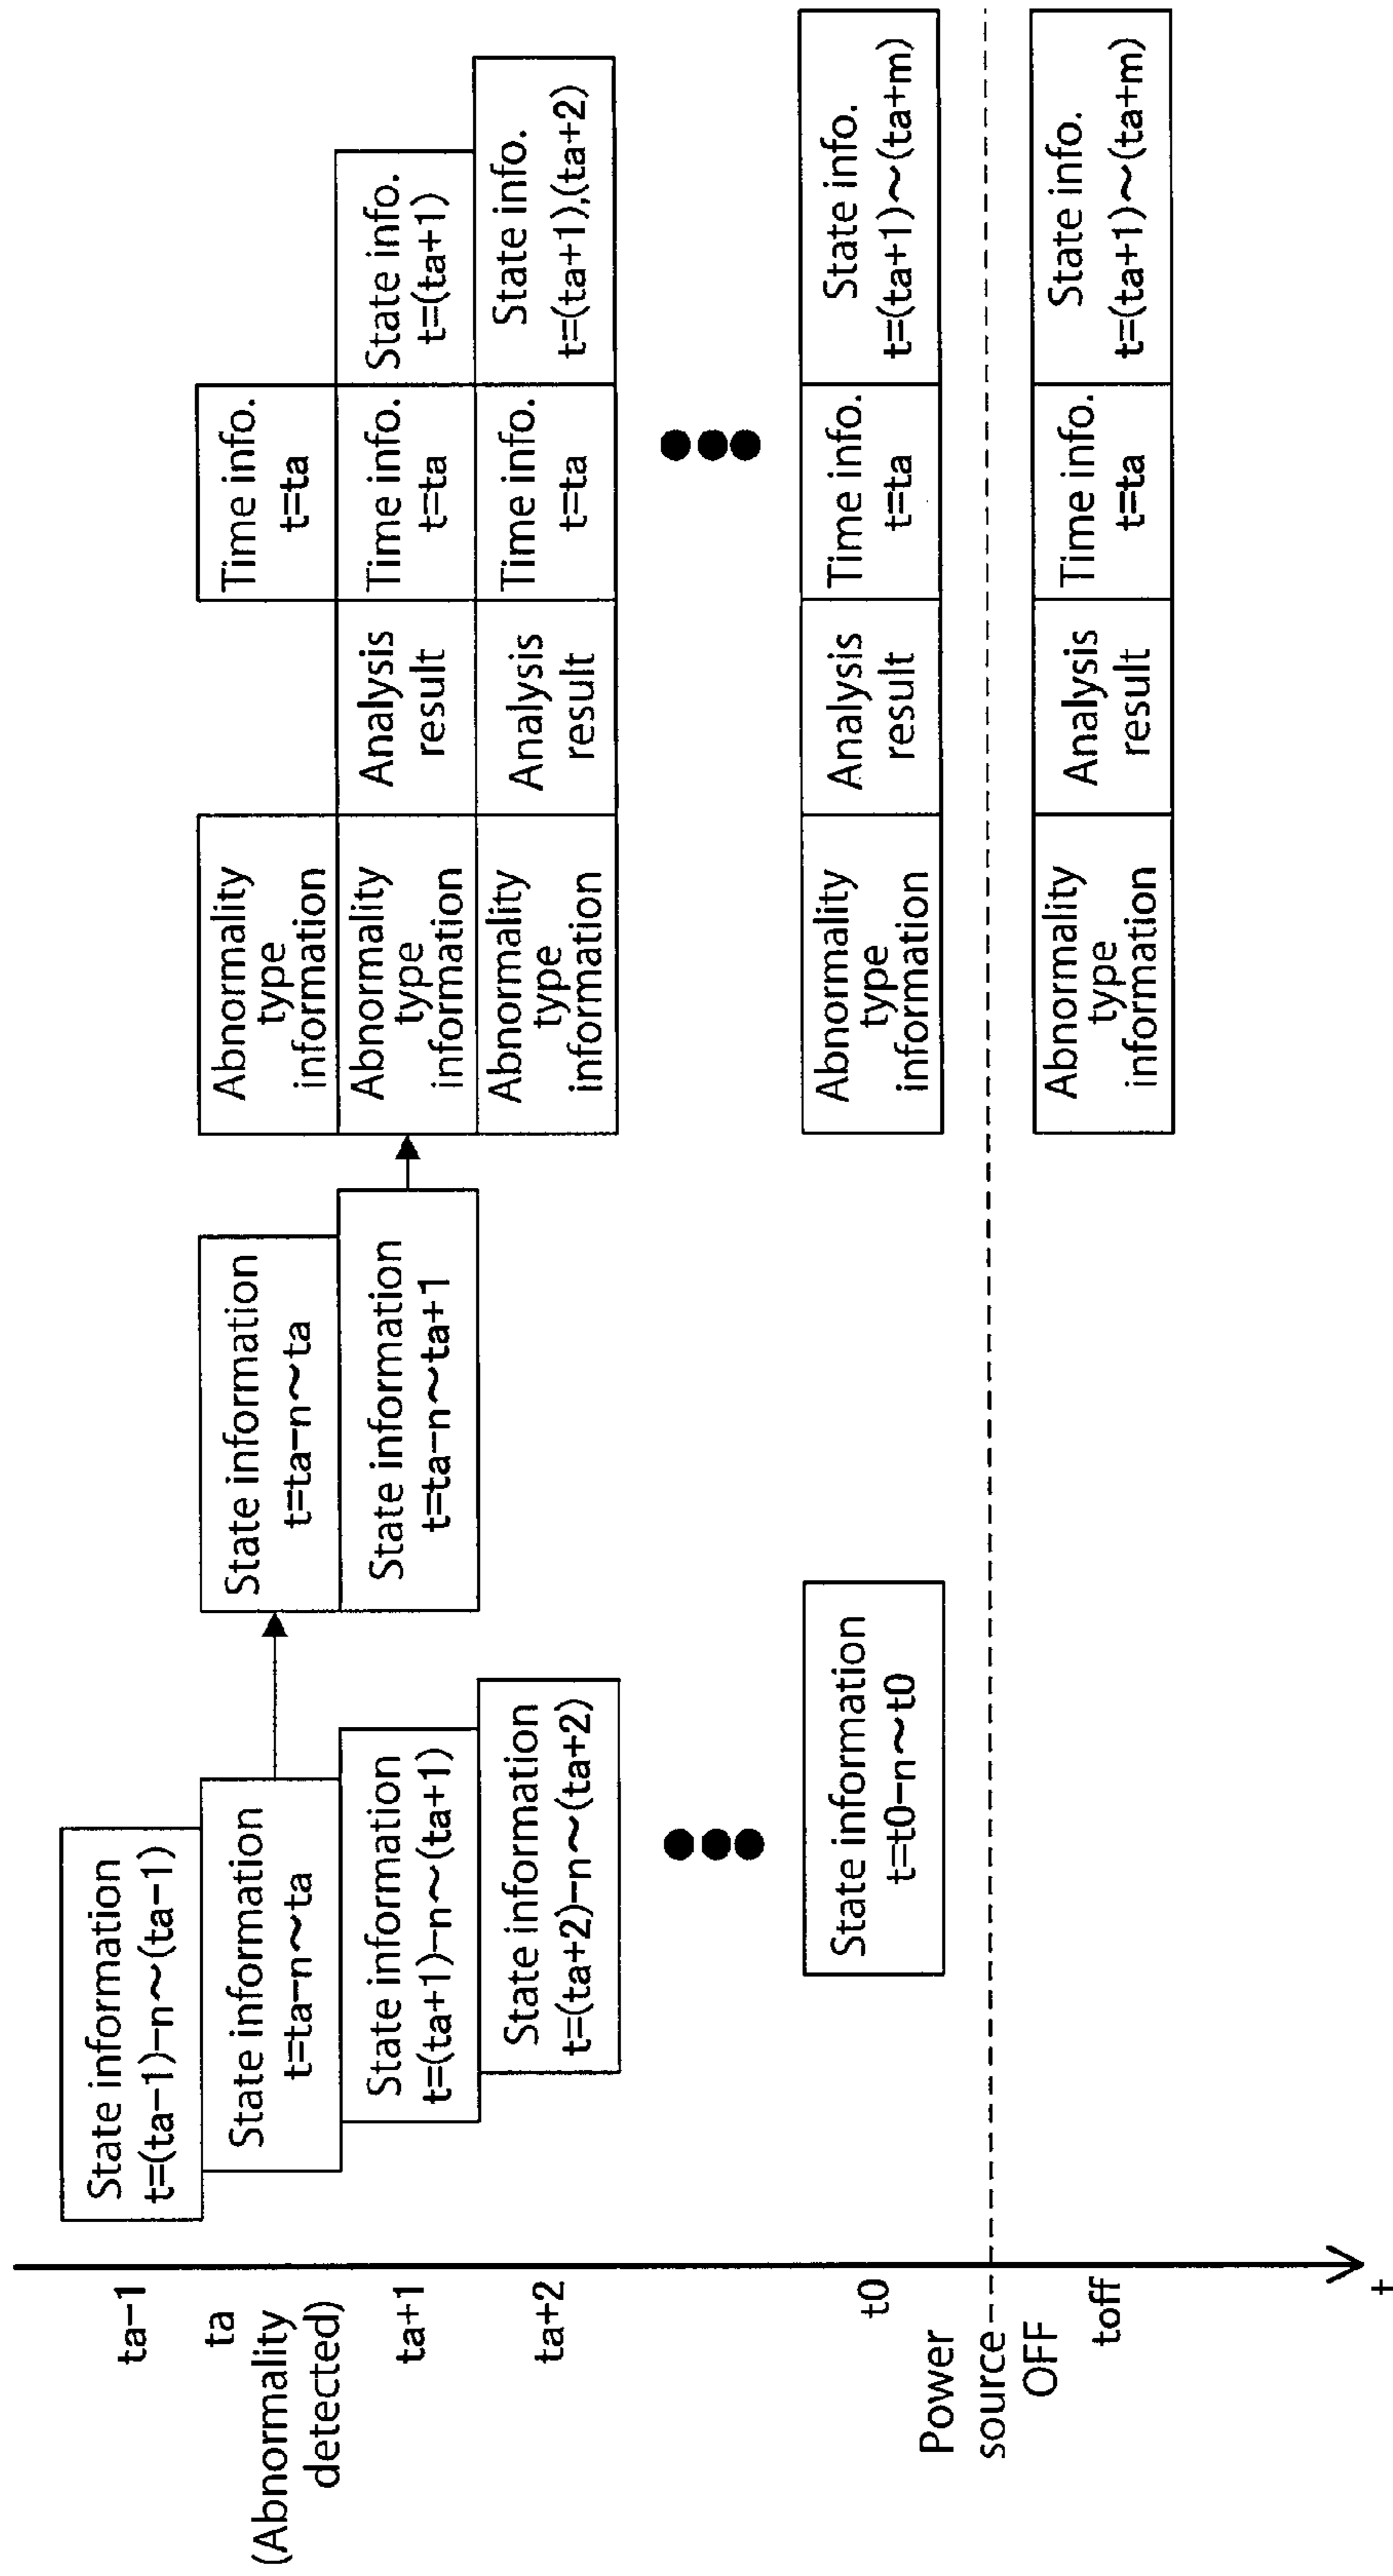 ta−1
State information
t=(ta−1)−n~(ta−1)
ta
(Abnormality
detected)
State information
t=ta−n~ta
State information
t=ta−n~ta
Abnormality
type
information
Time info.
t=ta
ta+1
State information
t=(ta+1)−n~(ta+1)
State information
t=ta−n~ta+1
Abnormality
type
information
Analysis
result
Time info.
t=ta
State info.
t=(ta+1)
ta+2
State information
t=(ta+2)−n~(ta+2)
Abnormality
type
information
Analysis
result
Time info.
t=ta
State info.
t=(ta+1),(ta+2)
t0
State information
t=t0−n~t0
Abnormality
type
information
Analysis
result
Time info.
t=ta
State info.
t=(ta+1)~(ta+m)
Power
source
OFF
toff
Abnormality
type
information
Analysis
result
Time info.
t=ta
State info.
t=(ta+1)~(ta+m)
t